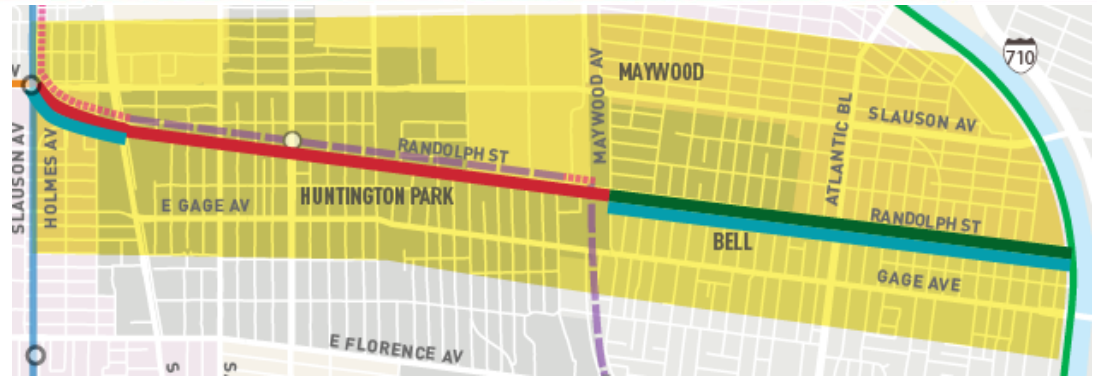 710
V
MAYWOOD
MAYWOOD AV
SLAUSON AV
ATLANTIC BL
SLAUSON AV
HOLMES AV
RANDOLPH ST
HUNTINGTON PARK
E GAGE AV
RANDOLPH ST
BELL
GAGE AVE
E FLORENCE AV
S
S